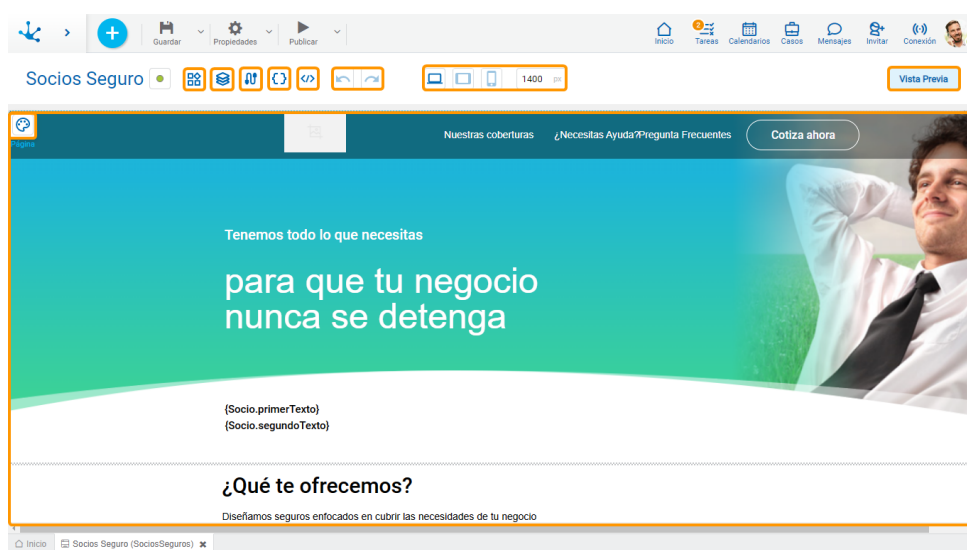 Guardar
Propiedades
Publicar
Inicio
2
Tareas
Calendarios
Casos
Mensajes
Invitar
Conexión
Socios Seguro
1400 px
Vista Previa
Página
Nuestras coberturas ¿Necesitas Ayuda?Pregunta Frecuentes Cotiza ahora
Tenemos todo lo que necesitas
para que tu negocio
nunca se detenga
{Socio.primerTexto}
{Socio.segundoTexto}
¿Qué te ofrecemos?
Diseñamos seguros enfocados en cubrir las necesidades de tu negocio
Inicio Socios Seguro (SociosSeguros)